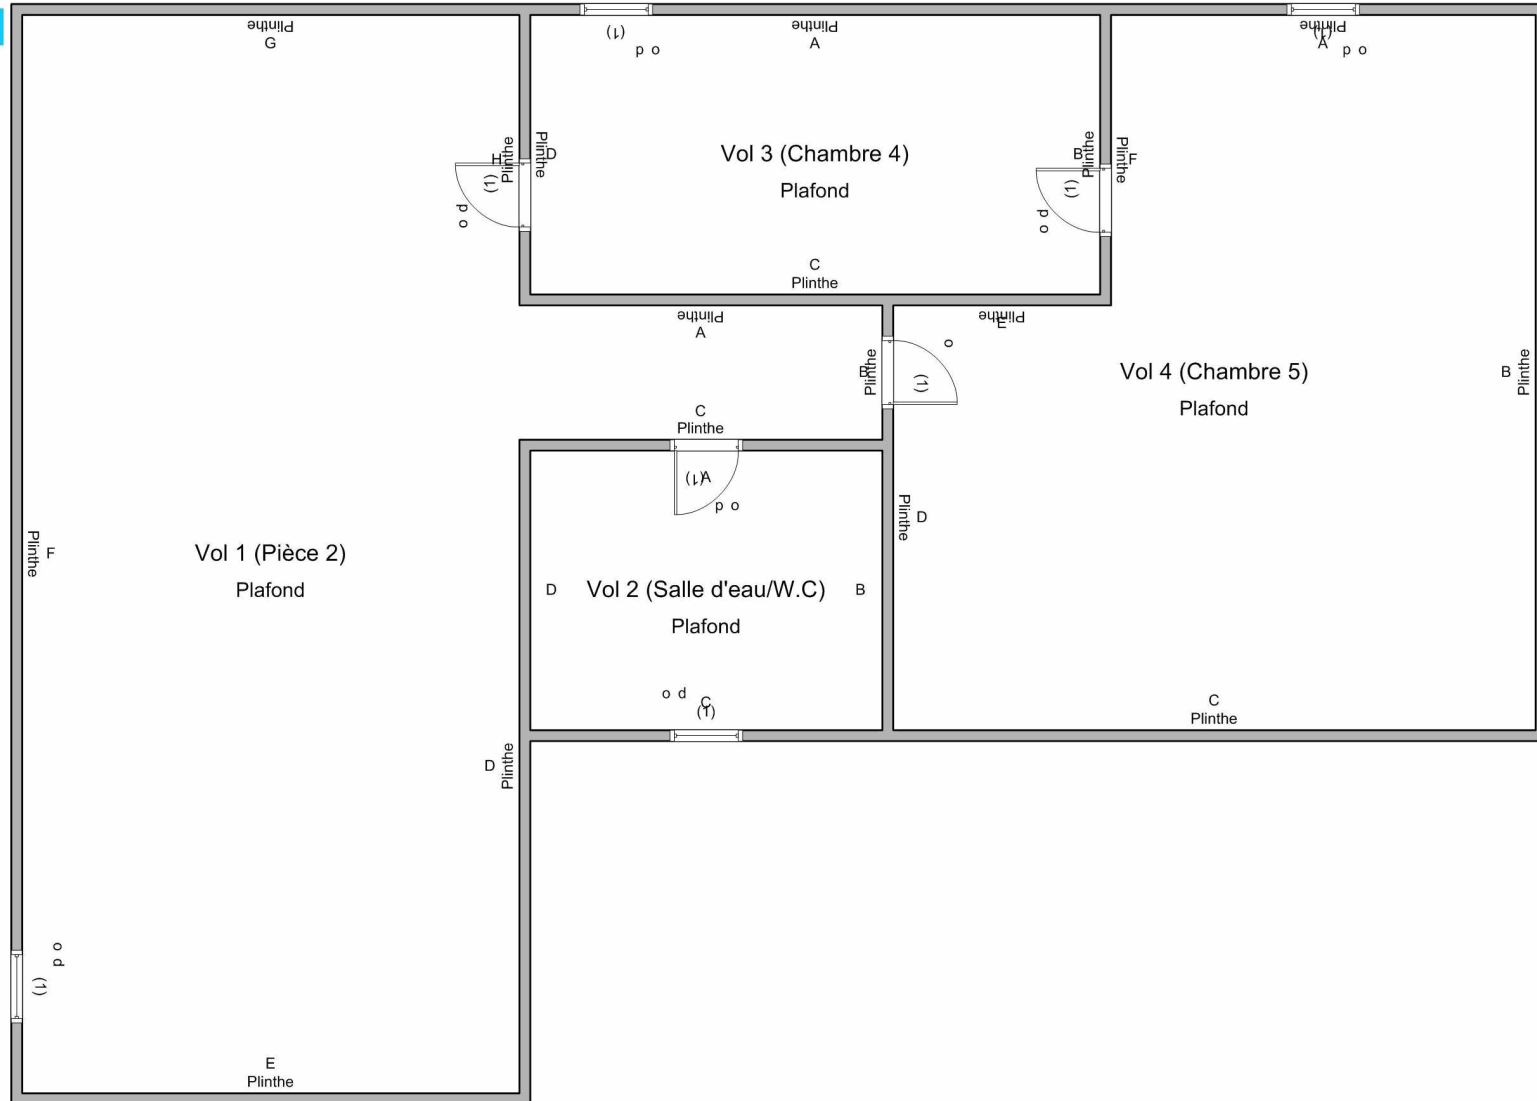 Plinthe
G
Plinthe
A
(1)
p o
Plinthe
A
(1)
p o
H
Plinthe
(1)
p o
Plinthe
D
Vol 3 (Chambre 4)
Plafond
B
Plinthe
(1)
p o
Plinthe
F
C
Plinthe
Plinthe
A
B
Plinthe
C
Plinthe
Plinthe
E
o
(1)
Vol 4 (Chambre 5)
Plafond
B
Plinthe
(1)
A
p o
Plinthe
D
Plinthe
F
Vol 1 (Pièce 2)
Plafond
D
Vol 2 (Salle d'eau/W.C)
B
Plafond
o d
C
(1)
C
Plinthe
D
Plinthe
o d
(1)
E
Plinthe